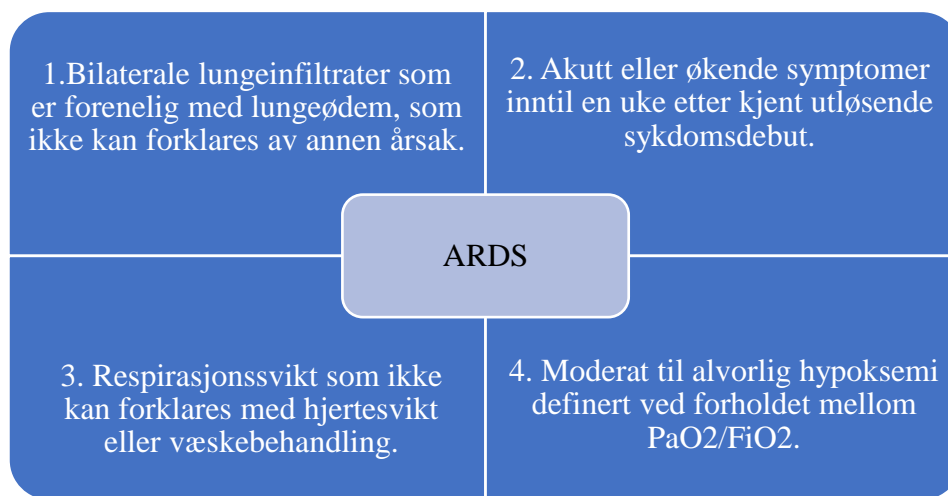 1.Bilaterale lungeinfiltrater som
er forenelig med lungeødem, som
ikke kan forklares av annen årsak.
2. Akutt eller økende symptomer
inntil en uke etter kjent utløsende
sykdomsdebut.
ARDS
3. Respirasjonssvikt som ikke
kan forklares med hjertesvikt
eller væskebehandling.
4. Moderat til alvorlig hypoksemi
definert ved forholdet mellom
PaO2/FiO2.